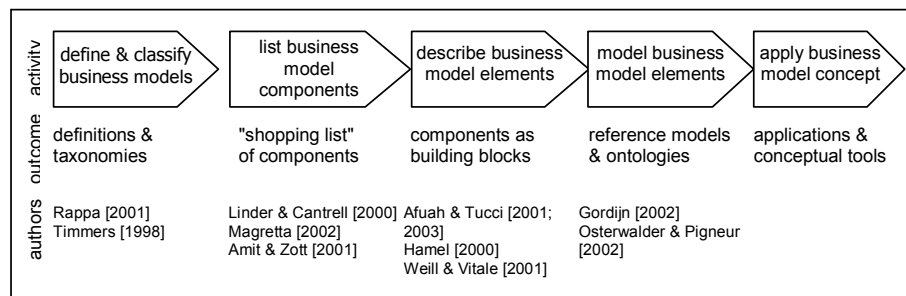 activity
define & classify
business models
list business
model
components
describe business
model elements
model business
model elements
apply business
model concept
outcome
definitions &
taxonomies
"shopping list"
of components
components as
building blocks
reference models
& ontologies
applications &
conceptual tools
authors
Rappa [2001]
Timmers [1998]
Linder & Cantrell [2000]
Magretta [2002]
Amit & Zott [2001]
Afuah & Tucci [2001;
2003]
Hamel [2000]
Weill & Vitale [2001]
Gordijn [2002]
Osterwalder & Pigneur
[2002]